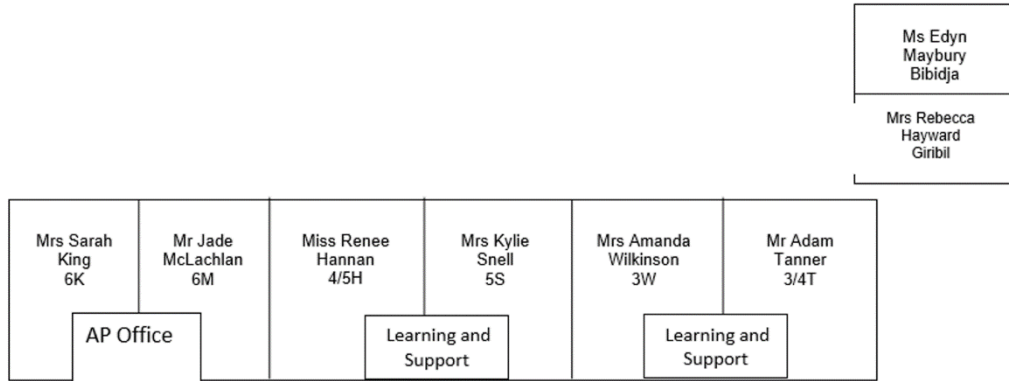 Ms Edyn
Maybury
Bibidja
Mrs Rebecca
Hayward
Giribil
Mrs Sarah
King
6K
Mr Jade
McLachlan
6M
Miss Renee
Hannan
4/5H
Mrs Kylie
Snell
5S
Mrs Amanda
Wilkinson
3W
Mr Adam
Tanner
3/4T
AP Office
Learning and
Support
Learning and
Support